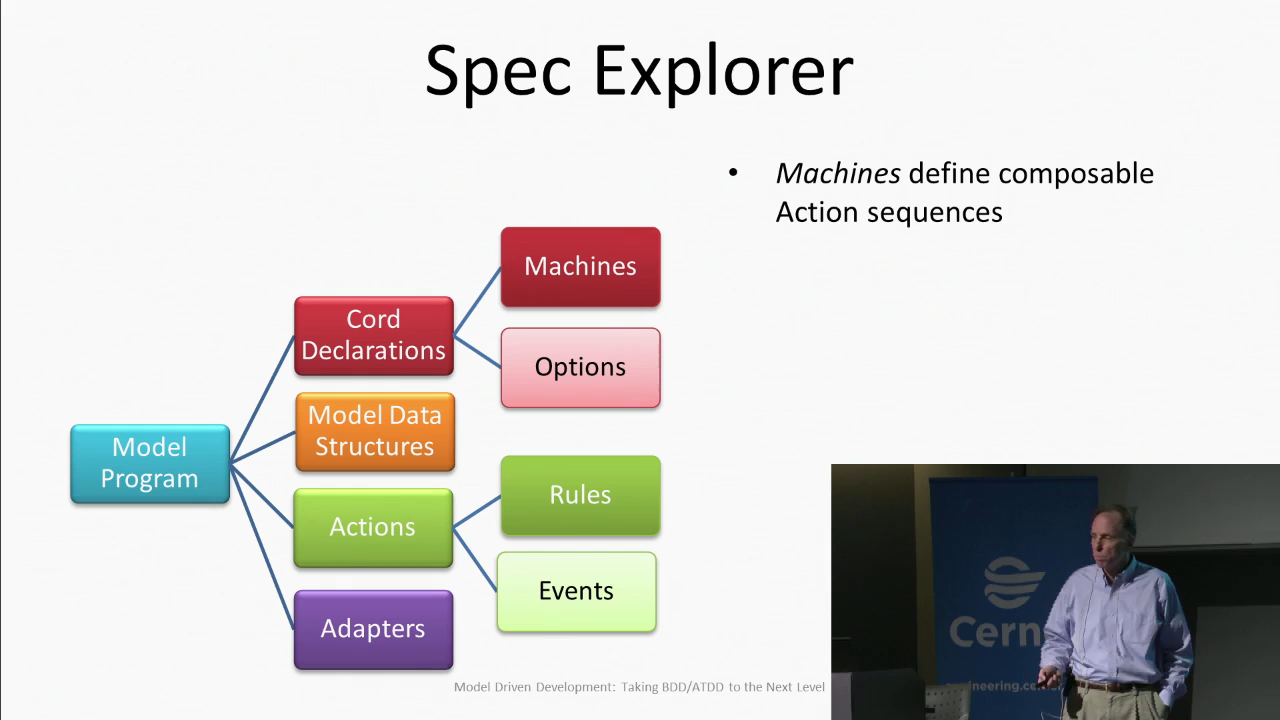 Spec Explorer
• Machines define composable
Action sequences
Machines
Cord
Declarations
Options
Model Data
Structures
Model
Program
Rules
Actions
Events
Adapters
Model Driven Development: Taking BDD/ATDD to the Next Level
Cern